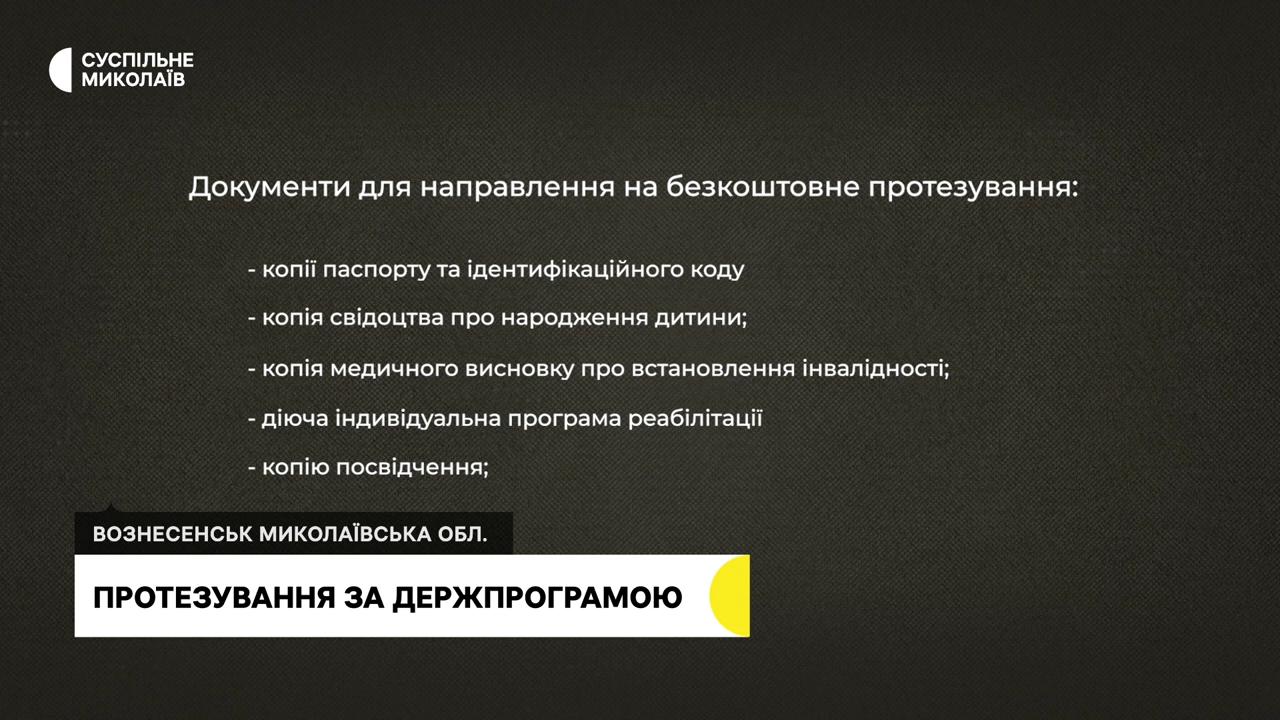 СУСПІЛЬНЕ
МИКОЛАЇВ
Документи для направлення на безкоштовне протезування:
- копії паспорту та ідентифікаційного коду
- копія свідоцтва про народження дитини;
- копія медичного висновку про встановлення інвалідності;
- діюча індивідуальна програма реабілітації
- копію посвідчення;
ВОЗНЕСЕНСЬК МИКОЛАЇВСЬКА ОБЛ.
ПРОТЕЗУВАННЯ ЗА ДЕРЖПРОГРАМОЮ